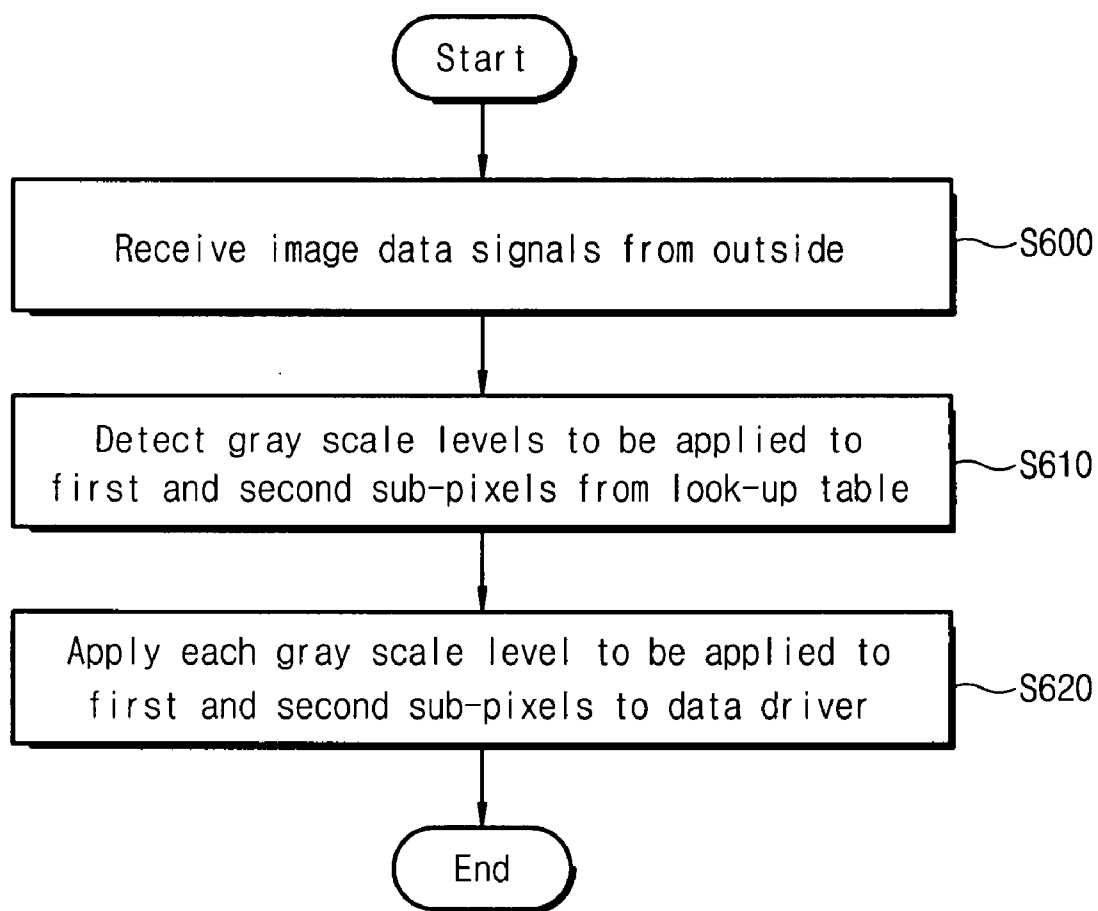 Start
Receive image data signals from outside
S600
Detect gray scale levels to be applied to
first and second sub-pixels from look-up table
S610
Apply each gray scale level to be applied to
first and second sub-pixels to data driver
S620
End